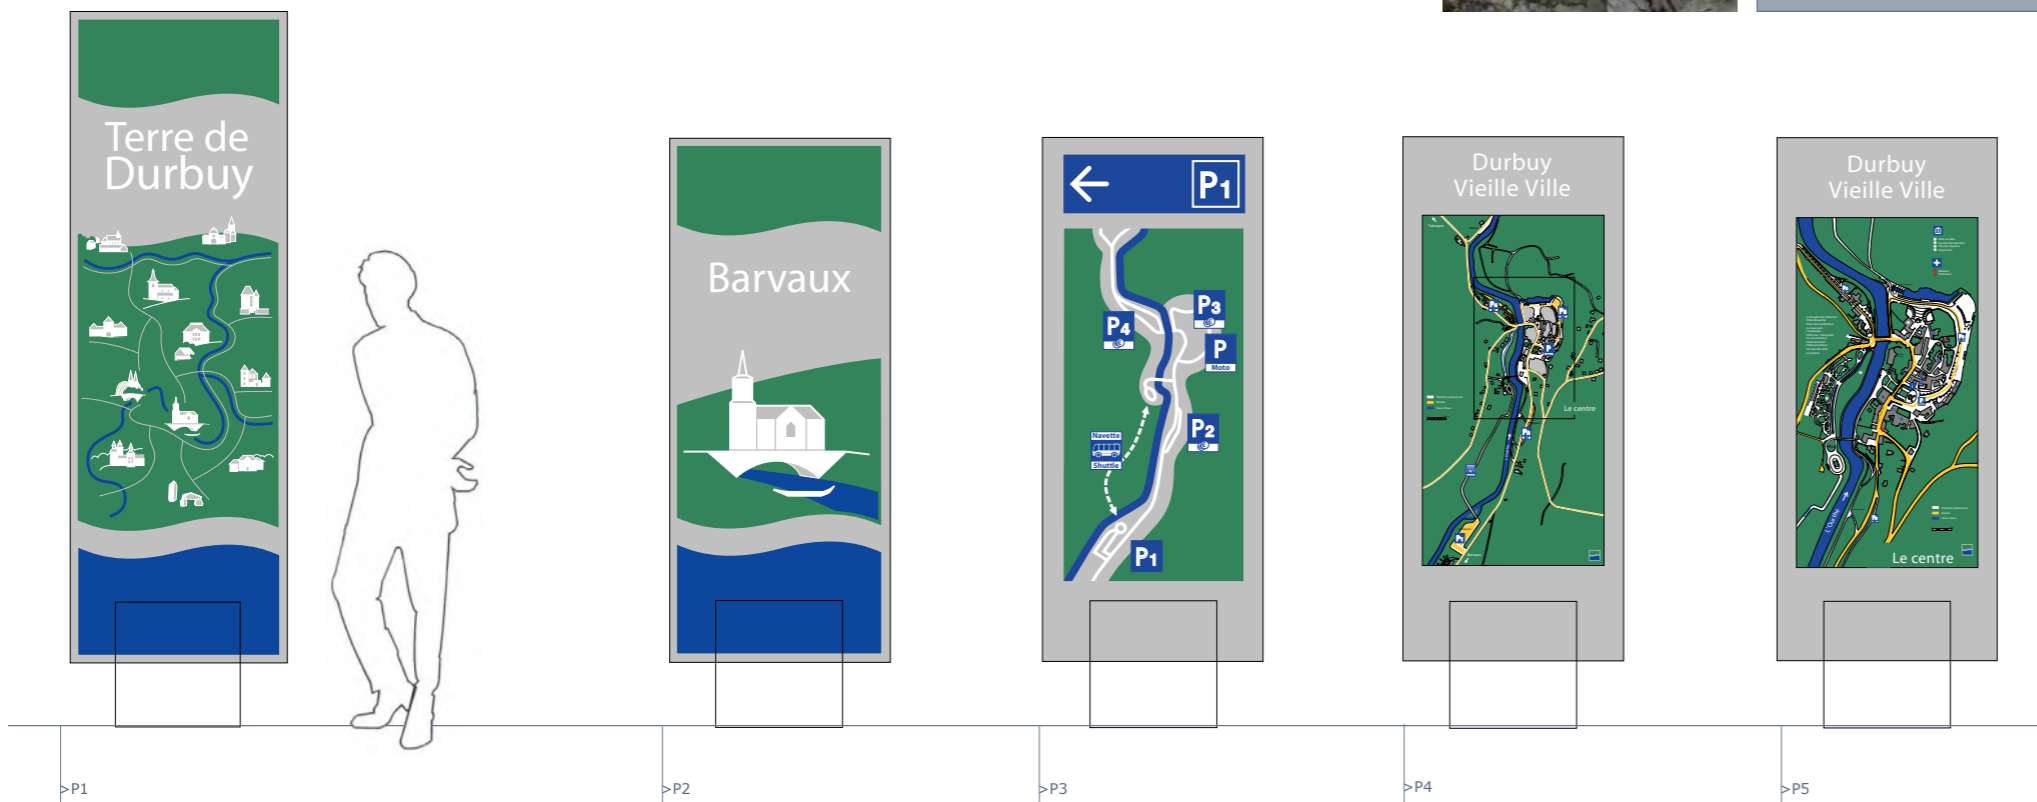 Terre de
Durbuy
Barvaux
P1
P3
P4
P
Moto
P2
Navette
Shuttle
P1
Durbuy
Vieille Ville
Le centre
Durbuy
Vieille Ville
L'Ourthe
Le centre
>P1
>P2
>P3
>P4
>P5